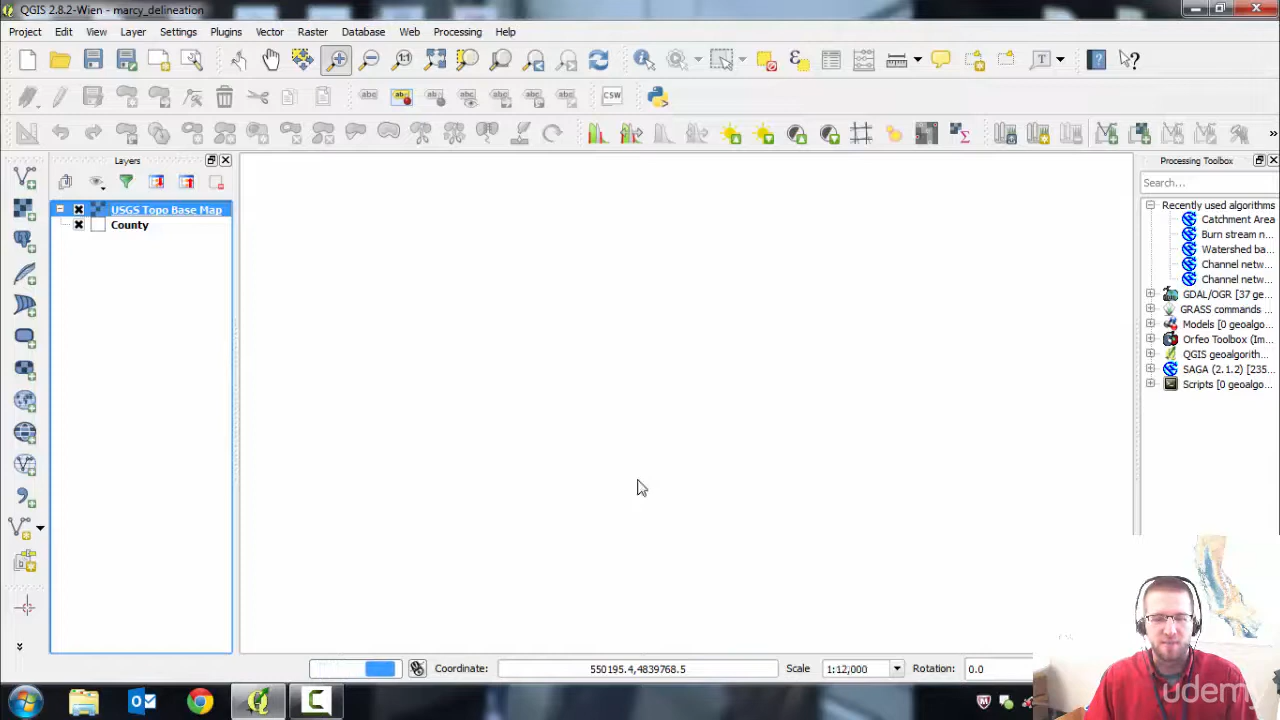 QGIS 2.8.2-Wien - marcy_delineation
Project Edit View Layer Settings Plugins Vector Raster Database Web Processing Help
CSW
Layers
Processing Toolbox
Search...
USGS Topo Base Map
County
Recently used algorithms
Catchment Area
Burn stream n...
Watershed ba...
Channel netw...
Channel netw...
GDAL/OGR [37 ge...
GRASS commands ...
Models [0 geoalgo...
Orfeo Toolbox (Im...
QGIS geoalgorith...
SAGA (2.1.2) [235...
Scripts [0 geoalgo...
Coordinate: 550195.4,4839768.5 Scale 1:12,000 Rotation: 0.0
udemy